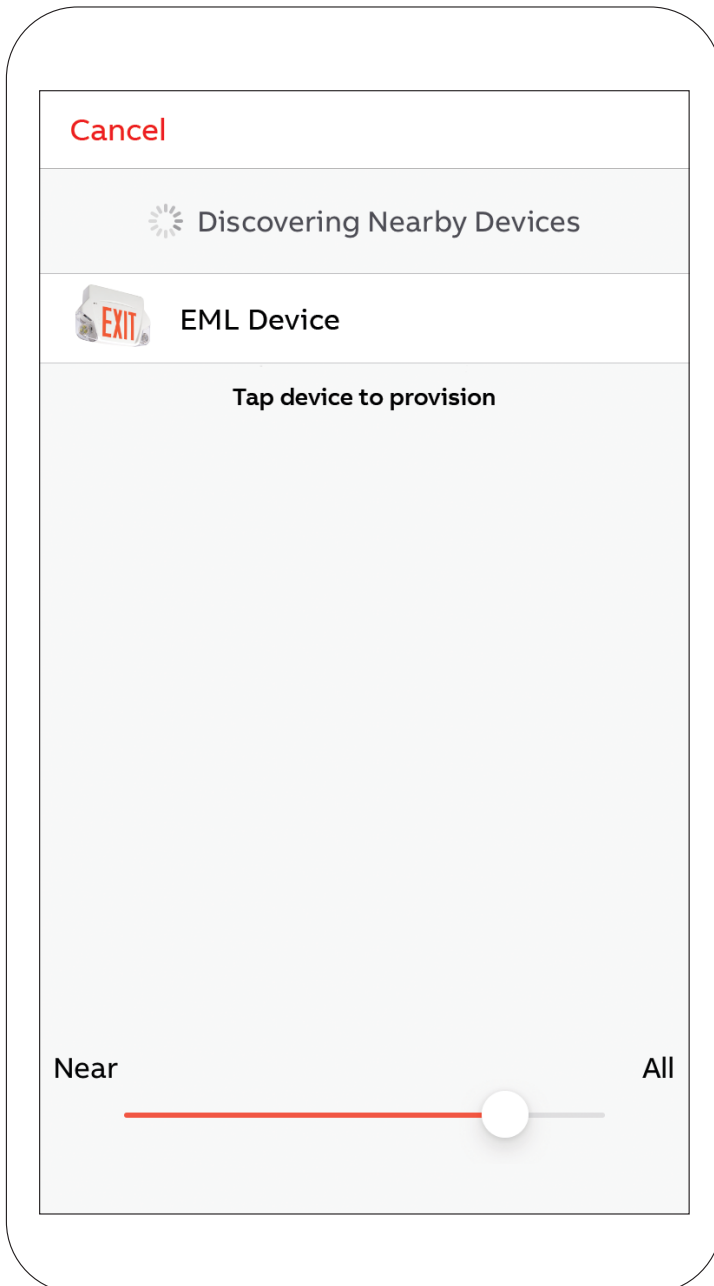 Cancel
Discovering Nearby Devices
EXIT
EML Device
Tap device to provision
Near
All